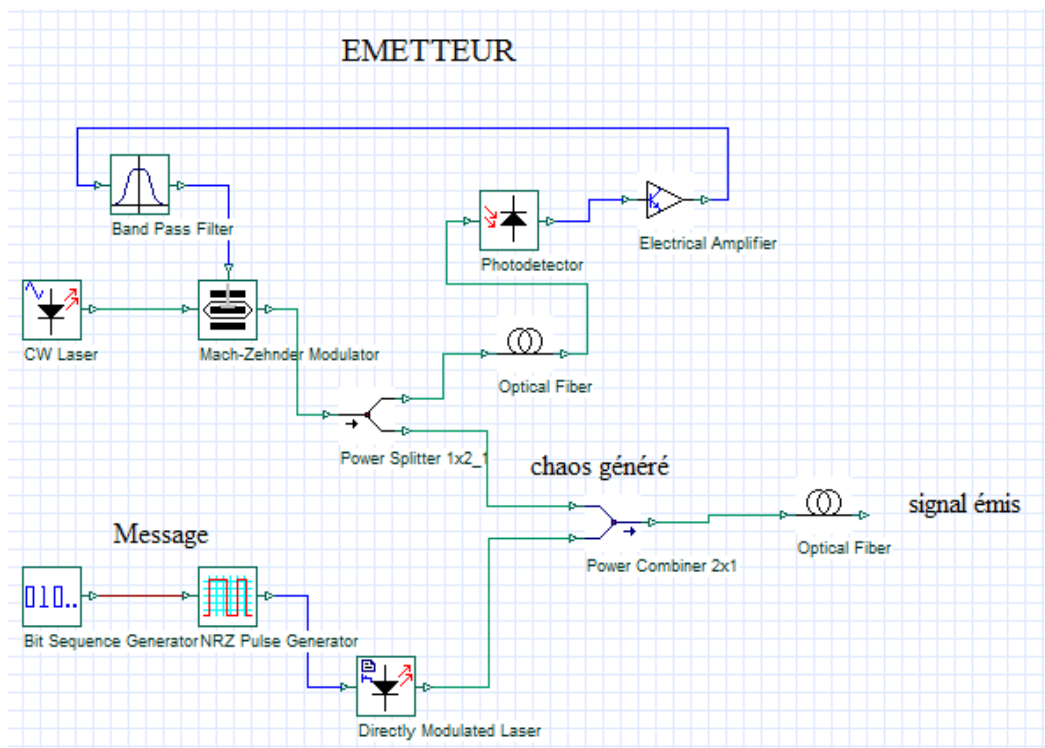 EMETTEUR
Band Pass Filter
Electrical Amplifier
Photodetector
CW Laser
Mach-Zehnder Modulator
Optical Fiber
Power Splitter 1x2_1
chaos généré
signal émis
Message
Optical Fiber
Power Combiner 2x1
010..
Bit Sequence Generator
NRZ Pulse Generator
Directly Modulated Laser